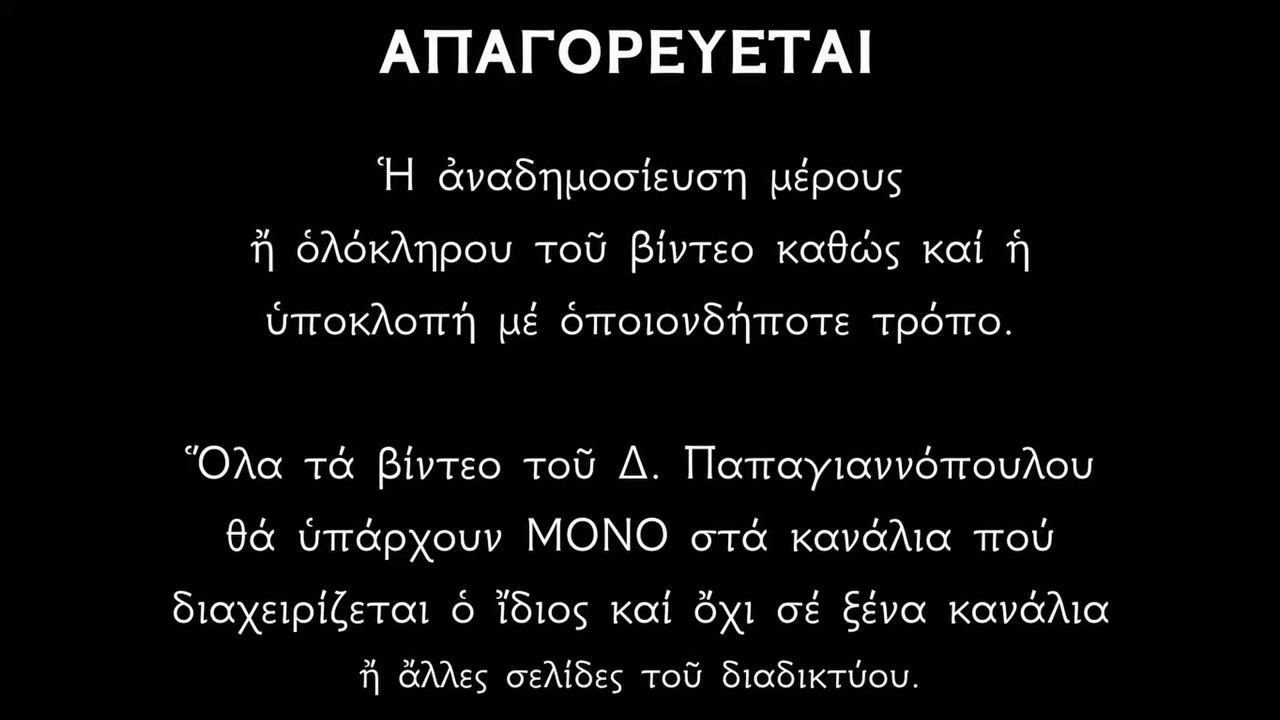 ΑΠΑΓΟΡΕΥΕΤΑΙ
Ἡ ἀναδημοσίευση μέρους
ἤ ὁλόκληρου τοῦ βίντεο καθώς καί ἡ
ὑποκλοπή μέ ὁποιονδήποτε τρόπο.
Ὅλα τά βίντεο τοῦ Δ. Παπαγιαννόπουλου
θά ὑπάρχουν ΜΟΝΟ στά κανάλια πού
διαχειρίζεται ὁ ἴδιος καί ὄχι σέ ξένα κανάλια
ἤ ἄλλες σελίδες τοῦ διαδικτύου.